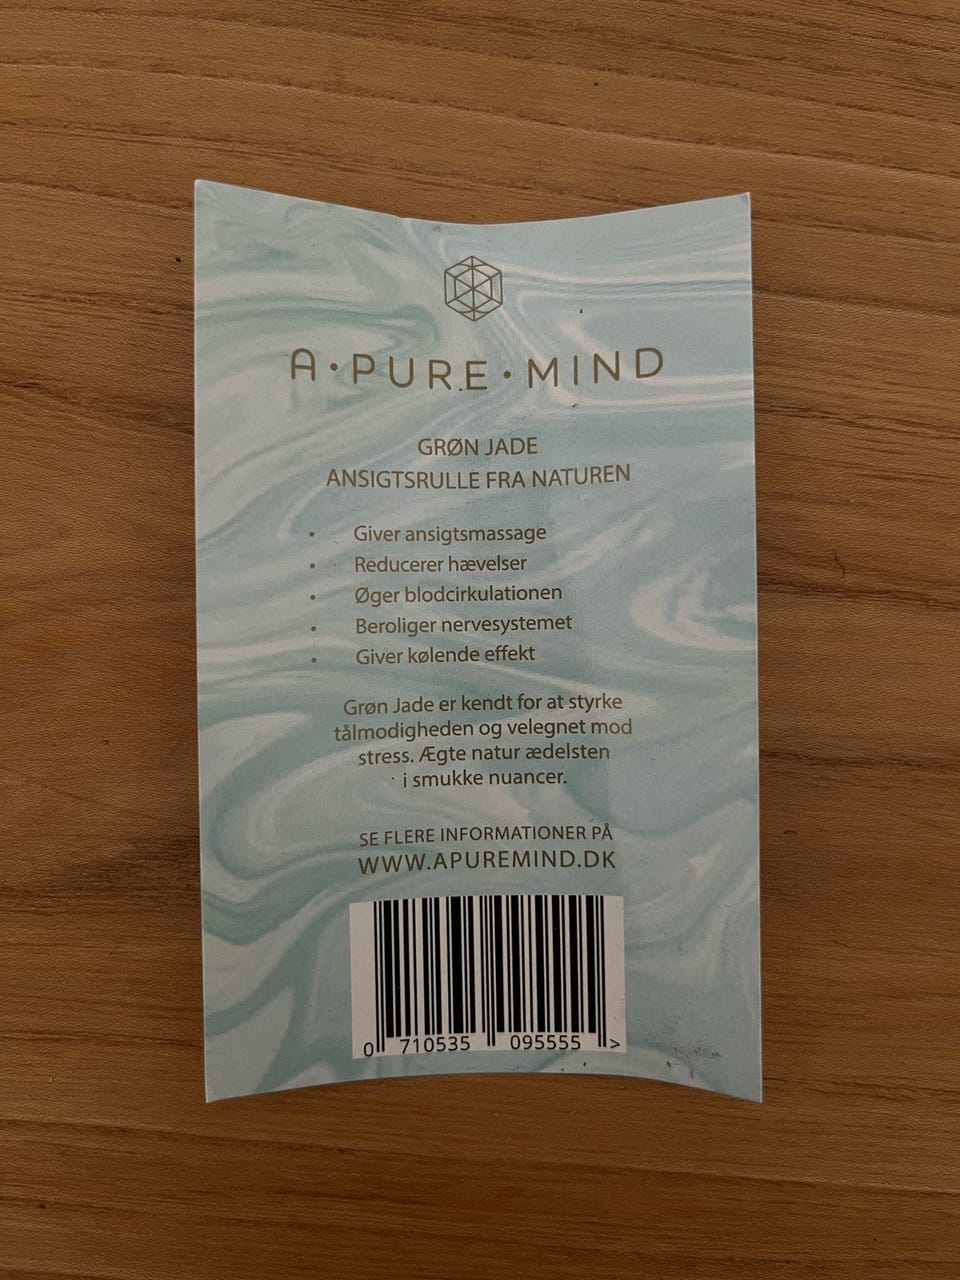 A·PURE·MIND
GRØN JADE
ANSIGTSRULLE FRA NATUREN
• Giver ansigtsmassage
• Reducerer hævelser
• Øger blodcirkulationen
• Beroliger nervesystemet
• Giver kølende effekt
Grøn Jade er kendt for at styrke
tålmodigheden og velegnet mod
stress. Ægte natur ædelsten
i smukke nuancer.
SE FLERE INFORMATIONER PÅ
WWW.APUREMIND.DK
0 710535 095555 >